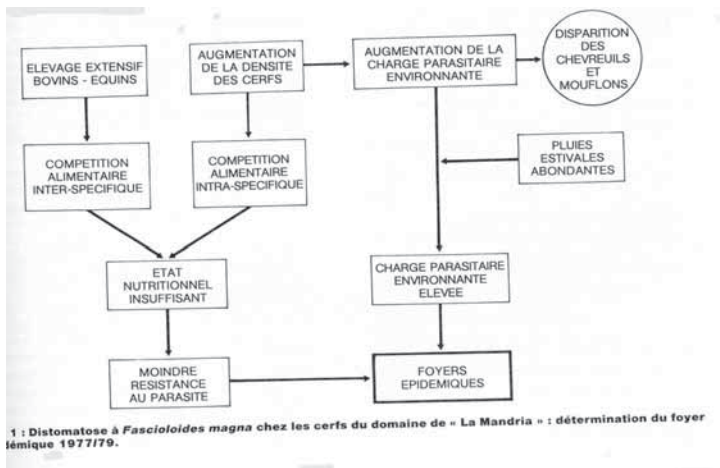 ELEVAGE EXTENSIF
BOVINS - EQUINS
AUGMENTATION
DE LA DENSITE
DES CERFS
AUGMENTATION DE LA
CHARGE PARASITAIRE
ENVIRONNANTE
DISPARITION
DES
CHEVREUILS
ET
MOUFLONS
COMPETITION
ALIMENTAIRE
INTER-SPECIFIQUE
COMPETITION
ALIMENTAIRE
INTRA-SPECIFIQUE
PLUIES
ESTIVALES
ABONDANTES
ETAT
NUTRITIONNEL
INSUFFISANT
CHARGE PARASITAIRE
ENVIRONNANTE
ELEVEE
MOINDRE
RESISTANCE
AU PARASITE
FOYERS
EPIDEMIQUES
1 : Distomatose à Fascioloides magna chez les cerfs du domaine de « La Mandria » : détermination du foyer
lémique 1977/79.